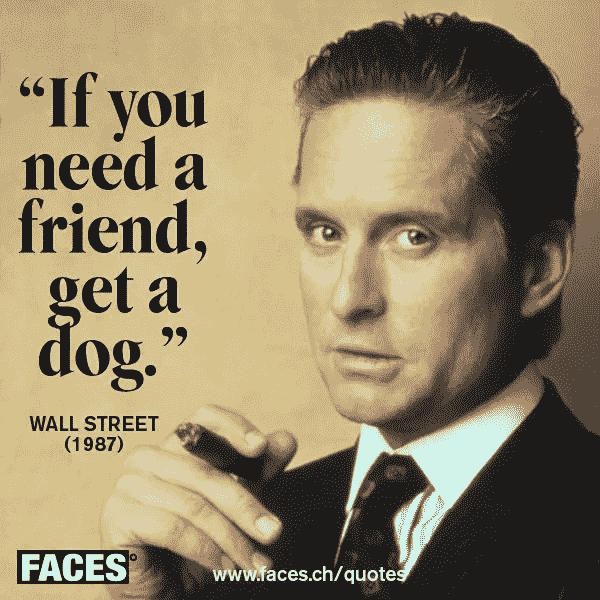 “If you
need a
friend,
get a
dog.”
WALL STREET
(1987)
FACES°
www.faces.ch/quotes